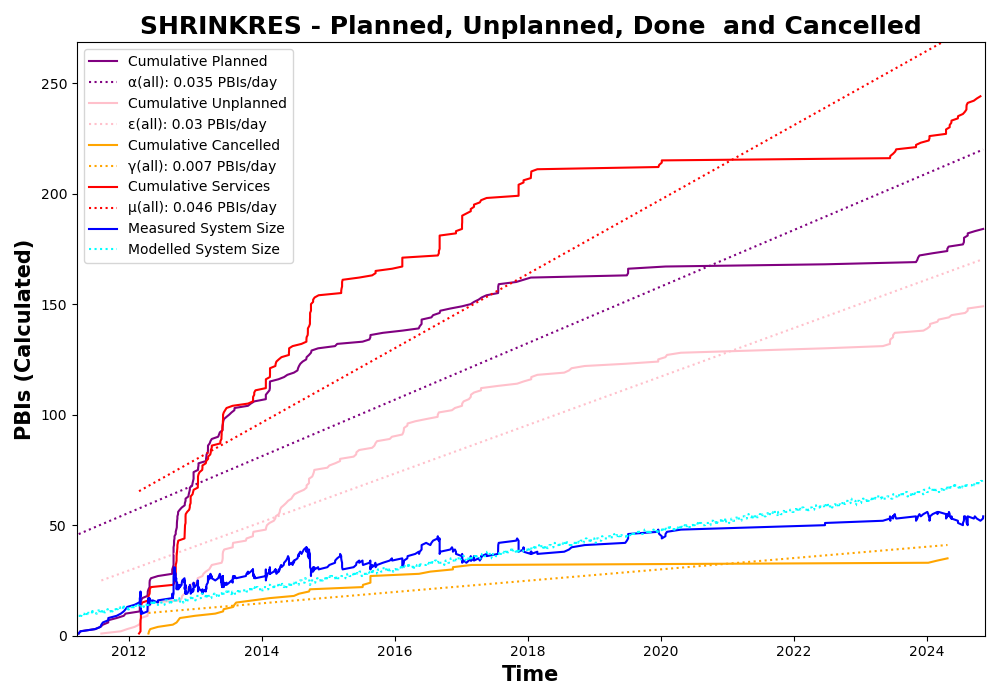 SHRINKRES - Planned, Unplanned, Done  and Cancelled
Cumulative Planned
α(all): 0.035 PBIs/day
Cumulative Unplanned
ε(all): 0.03 PBIs/day
Cumulative Cancelled
γ(all): 0.007 PBIs/day
Cumulative Services
μ(all): 0.046 PBIs/day
Measured System Size
Modelled System Size
PBIs (Calculated)
250
200
150
100
50
0
2012 2014 2016 2018 2020 2022 2024
Time